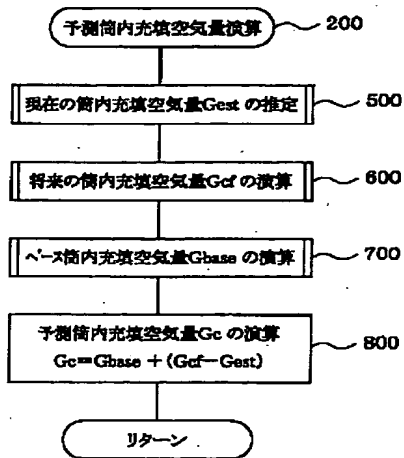 予測筒内充填空気量演算 200
現在の筒内充填空気量Gest の推定 500
将来の筒内充填空気量Gcf の演算 600
ベース筒内充填空気量Gbase の演算 700
予測筒内充填空気量Gc の演算
Gc=Gbase + (Gcf-Gest) 800
リターン